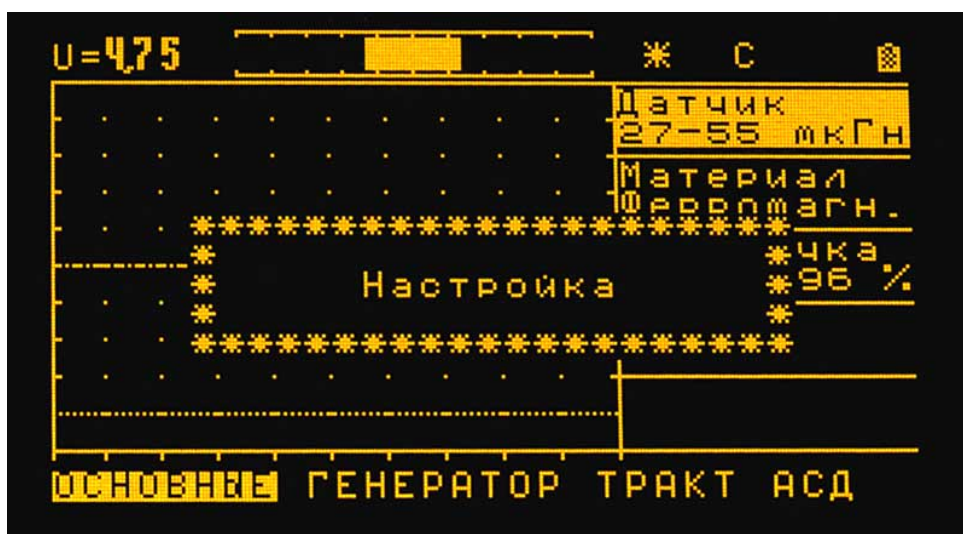 U=4,75 * C
Датчик
27-55 мкГн
Материал
Ферромагн.
чка
96 %
Настройка
ОСНОВНЫЕ ГЕНЕРАТОР ТРАКТ АСД